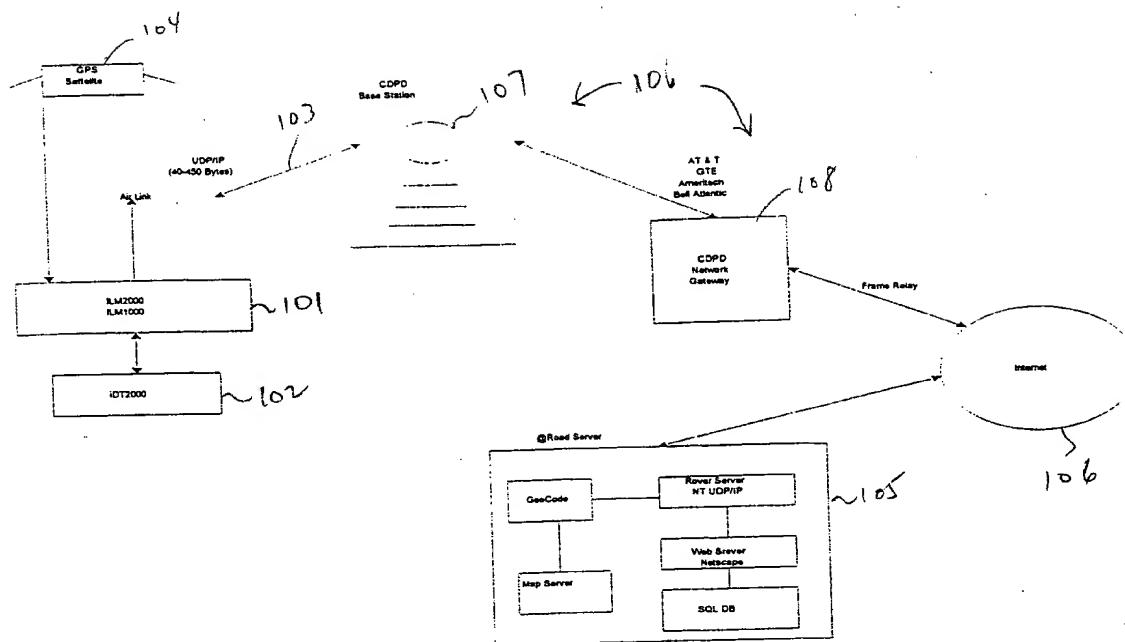 104
GPS
Satellite
CDPD
Base Station
107
106
103
UDP/IP
(40-450 Bytes)
Air Link
AT & T
GTE
Ameritech
Bell Atlantic
108
CDPD
Network
Gateway
ILM2000
ILM1000
101
Frame Relay
iDT2000
102
Internet
106
@Road Server
GeoCode
Rover Server
NT UDP/IP
105
Web Srever
Netscape
Map Server
SQL DB